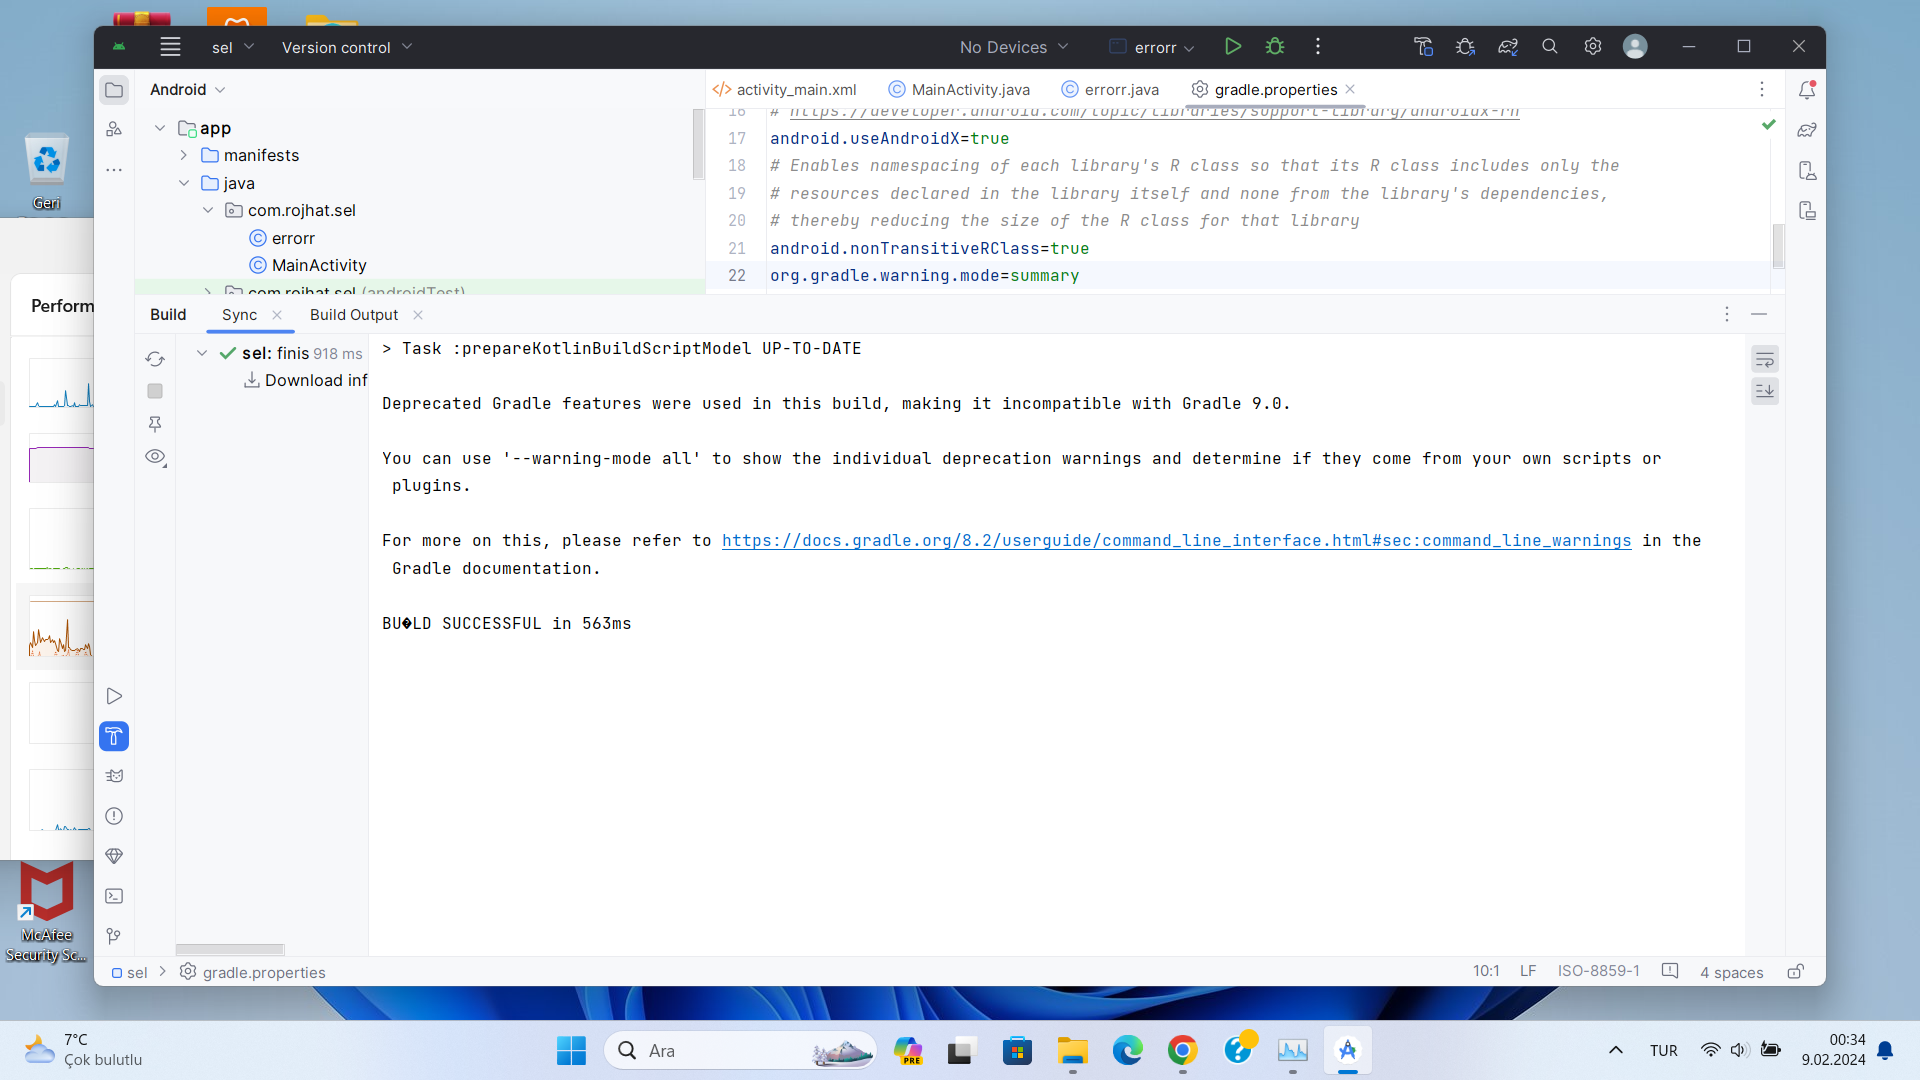 sel
Version control
No Devices
errorr
Android
activity_main.xml
MainActivity.java
errorr.java
gradle.properties
app
manifests
java
com.rojhat.sel
errorr
MainActivity
com.rojhat.sel (androidTest)
16 # https://developer.android.com/topic/libraries/support-library/androidx-rn
17 android.useAndroidX=true
18 # Enables namespacing of each library's R class so that its R class includes only the
19 # resources declared in the library itself and none from the library's dependencies,
20 # thereby reducing the size of the R class for that library
21 android.nonTransitiveRClass=true
22 org.gradle.warning.mode=summary
Geri
Perform
Build
Sync
Build Output
sel: finis 918 ms
Download inf
> Task :prepareKotlinBuildScriptModel UP-TO-DATE
Deprecated Gradle features were used in this build, making it incompatible with Gradle 9.0.
You can use '--warning-mode all' to show the individual deprecation warnings and determine if they come from your own scripts or
plugins.
For more on this, please refer to https://docs.gradle.org/8.2/userguide/command_line_interface.html#sec:command_line_warnings in the
Gradle documentation.
BU�LD SUCCESSFUL in 563ms
McAfee
Security Sc...
sel > gradle.properties
10:1
LF
ISO-8859-1
4 spaces
7°C
Çok bulutlu
Ara
PRE
TUR
00:34
9.02.2024